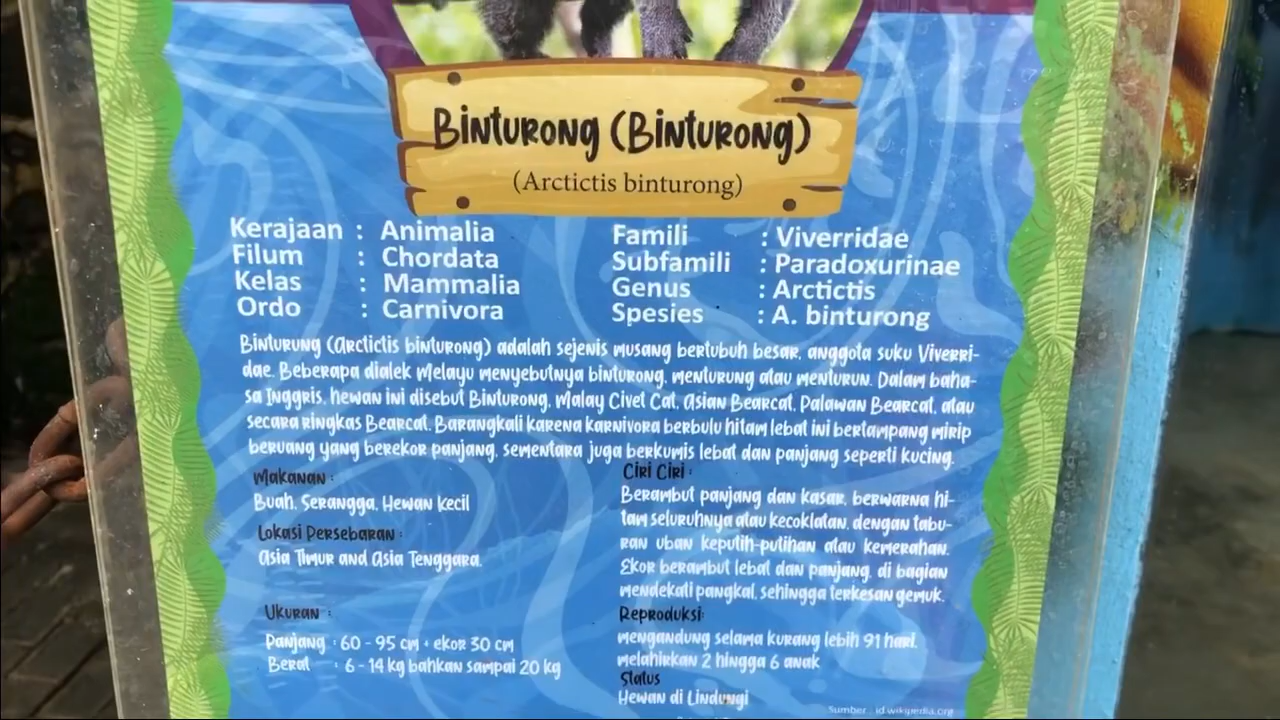 Binturong (Binturong)
(Arctictis binturong)
Kerajaan : Animalia
Filum : Chordata
Kelas : Mammalia
Ordo : Carnivora
Famili : Viverridae
Subfamili : Paradoxurinae
Genus : Arctictis
Spesies : A. binturong
Binturung (Arctictis binturong) adalah sejenis musang bertubuh besar, anggota suku Viverri-
dae. Beberapa dialek Melayu menyebutnya binturong, menturung atau menturun. Dalam baha-
sa Inggris, hewan ini disebut Binturong, Malay Civet Cat, Asian Bearcat, Palawan Bearcat, atau
secara ringkas Bearcat. Barangkali karena karnivora berbulu hitam lebat ini bertampang mirip
beruang yang berekor panjang, sementara juga berkumis lebat dan panjang seperti kucing.
Makanan :
Buah, Serangga, Hewan Kecil
Lokasi Persebaran :
Asia Timur and Asia Tenggara.
Ukuran :
Panjang : 60 - 95 cm + ekor 30 cm
Berat : 6 - 14 kg bahkan sampai 20 kg
Ciri Ciri :
Berambut panjang dan kasar, berwarna hi-
tam seluruhnya atau kecoklatan, dengan tabu-
ran uban keputih-putihan atau kemerahan.
Ekor berambut lebat dan panjang, di bagian
mendekati pangkal, sehingga terkesan gemuk.
Reproduksi:
mengandung selama kurang lebih 91 hari.
melahirkan 2 hingga 6 anak
Status
Hewan di Lindungi
Sumber : id.wikipedia.org